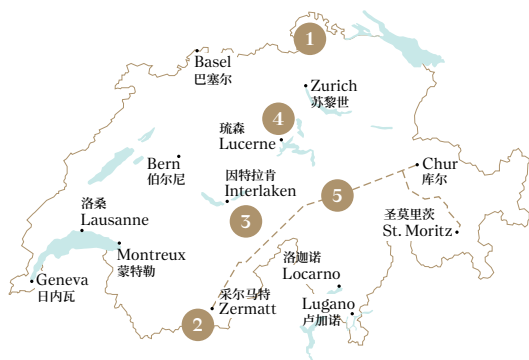 1
Basel
巴塞尔
Zurich
苏黎世
4
琉森
Lucerne
Bern
伯尔尼
Chur
库尔
因特拉肯
Interlaken
5
3
洛桑
Lausanne
圣莫里茨
St. Moritz
Montreux
蒙特勒
洛迦诺
Locarno
Geneva
日内瓦
采尔马特
Zermatt
2
Lugano
卢加诺